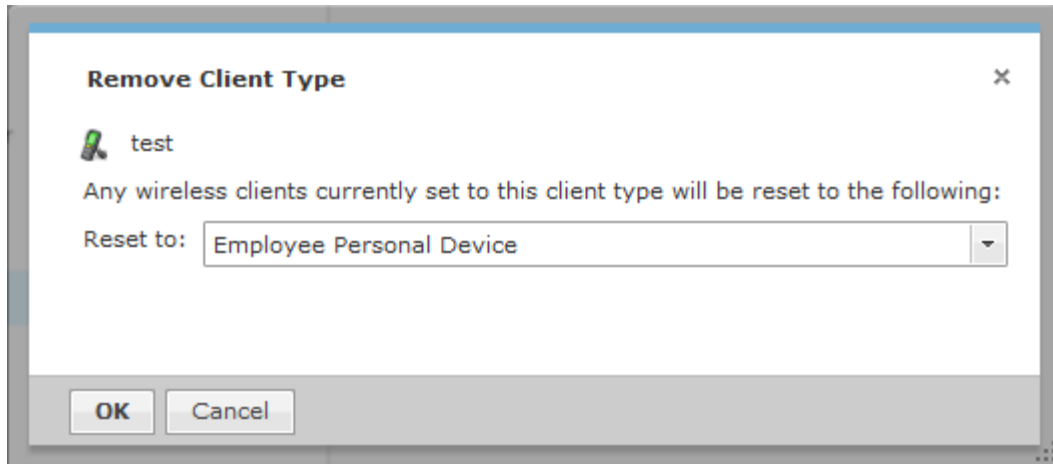 Remove Client Type
test
Any wireless clients currently set to this client type will be reset to the following:
Reset to: Employee Personal Device
OK Cancel